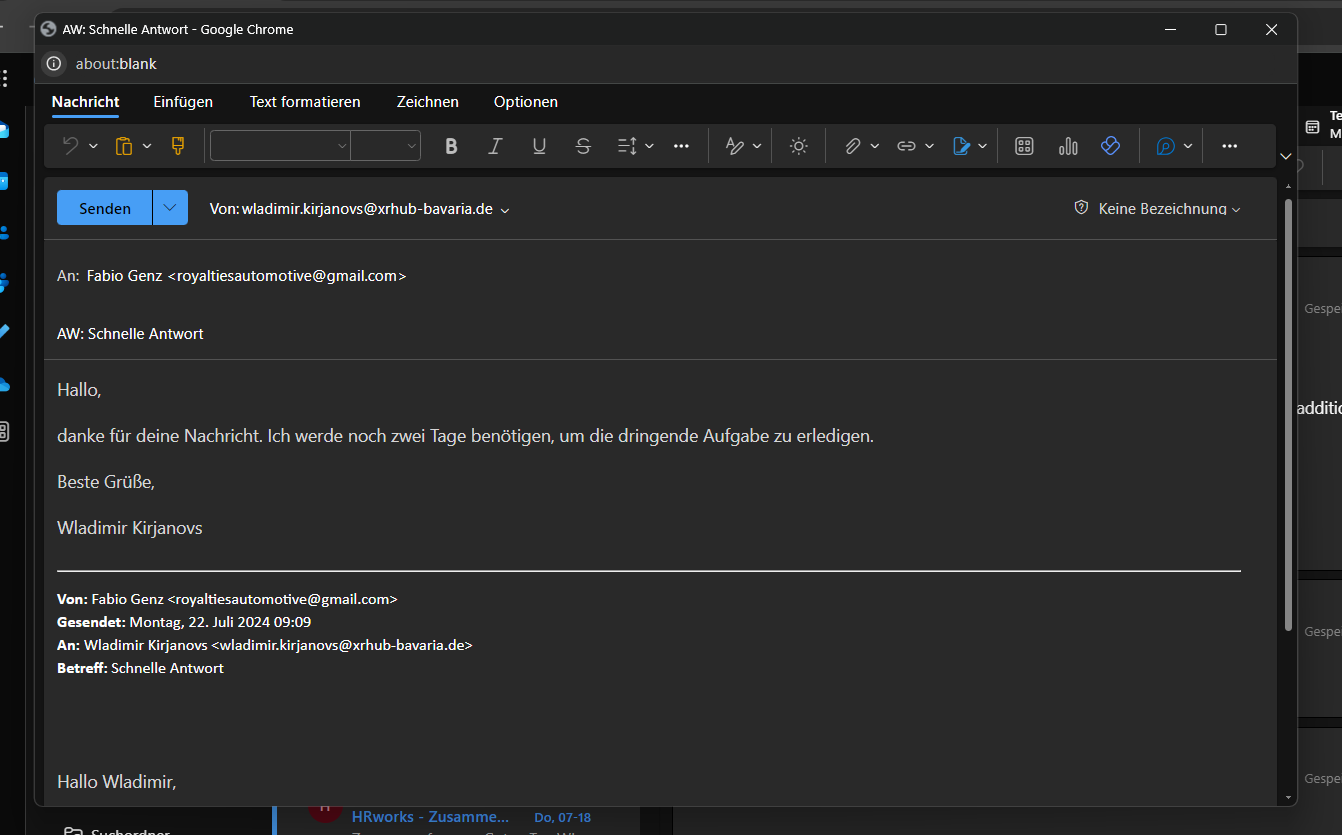 AW: Schnelle Antwort - Google Chrome
about:blank
Nachricht Einfügen Text formatieren Zeichnen Optionen
Senden Von: wladimir.kirjanovs@xrhub-bavaria.de Keine Bezeichnung
An: Fabio Genz <royaltiesautomotive@gmail.com>
AW: Schnelle Antwort
Hallo,
danke für deine Nachricht. Ich werde noch zwei Tage benötigen, um die dringende Aufgabe zu erledigen.
Beste Grüße,
Wladimir Kirjanovs
Von: Fabio Genz <royaltiesautomotive@gmail.com>
Gesendet: Montag, 22. Juli 2024 09:09
An: Wladimir Kirjanovs <wladimir.kirjanovs@xrhub-bavaria.de>
Betreff: Schnelle Antwort
Hallo Wladimir,
HRworks - Zusamme... Do, 07-18
Suchordner
Te
M
Gespe
additio
Gespe
Gespe